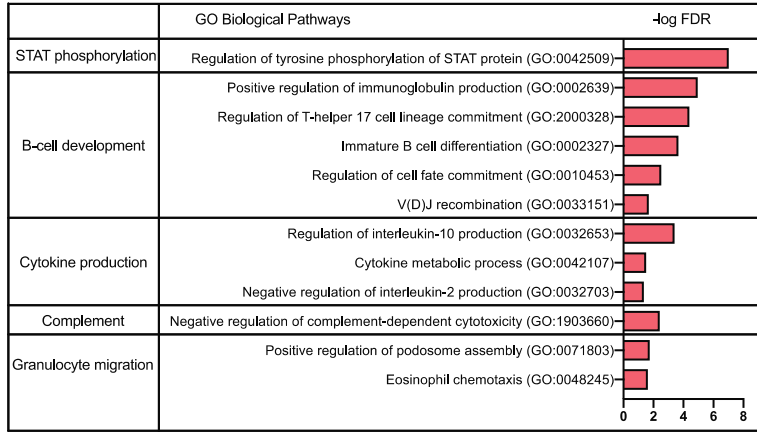 GO Biological Pathways -log FDR
STAT phosphorylation Regulation of tyrosine phosphorylation of STAT protein (GO:0042509)
Positive regulation of immunoglobulin production (GO:0002639)
Regulation of T-helper 17 cell lineage commitment (GO:2000328)
B-cell development Immature B cell differentiation (GO:0002327)
Regulation of cell fate commitment (GO:0010453)
V(D)J recombination (GO:0033151)
Regulation of interleukin-10 production (GO:0032653)
Cytokine production Cytokine metabolic process (GO:0042107)
Negative regulation of interleukin-2 production (GO:0032703)
Complement Negative regulation of complement-dependent cytotoxicity (GO:1903660)
Positive regulation of podosome assembly (GO:0071803)
Granulocyte migration
Eosinophil chemotaxis (GO:0048245)
0 2 4 6 8